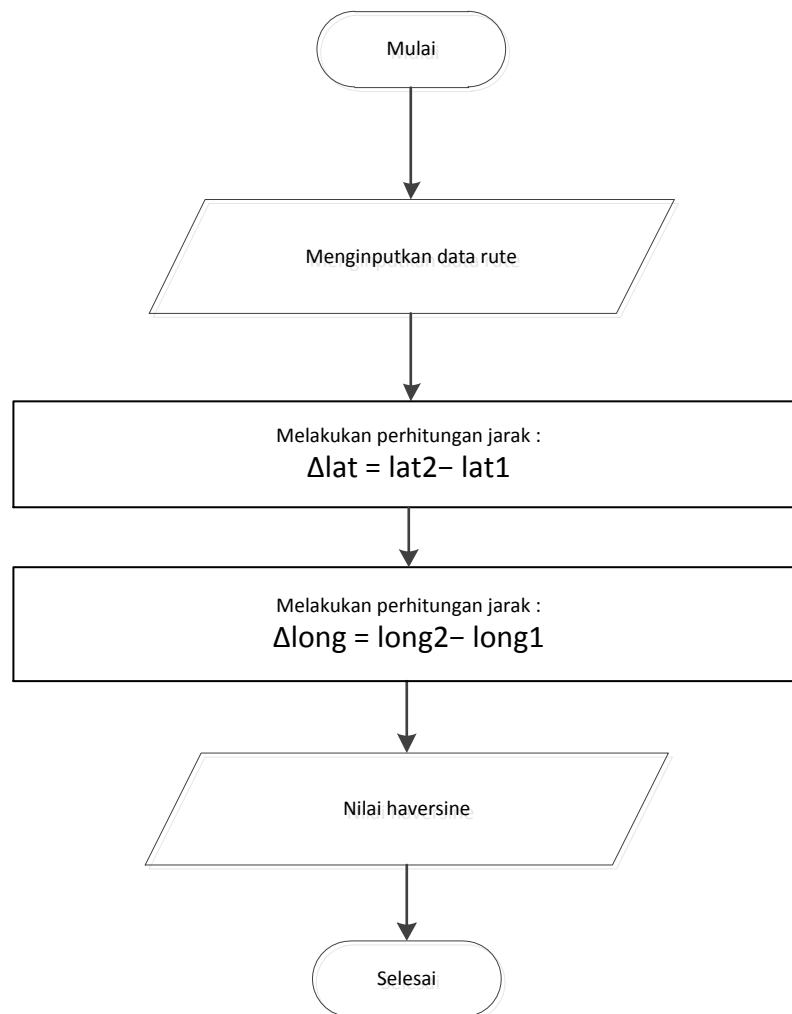 Mulai
Menginputkan data rute
Melakukan perhitungan jarak :
Δlat = lat2− lat1
Melakukan perhitungan jarak :
Δlong = long2− long1
Nilai haversine
Selesai